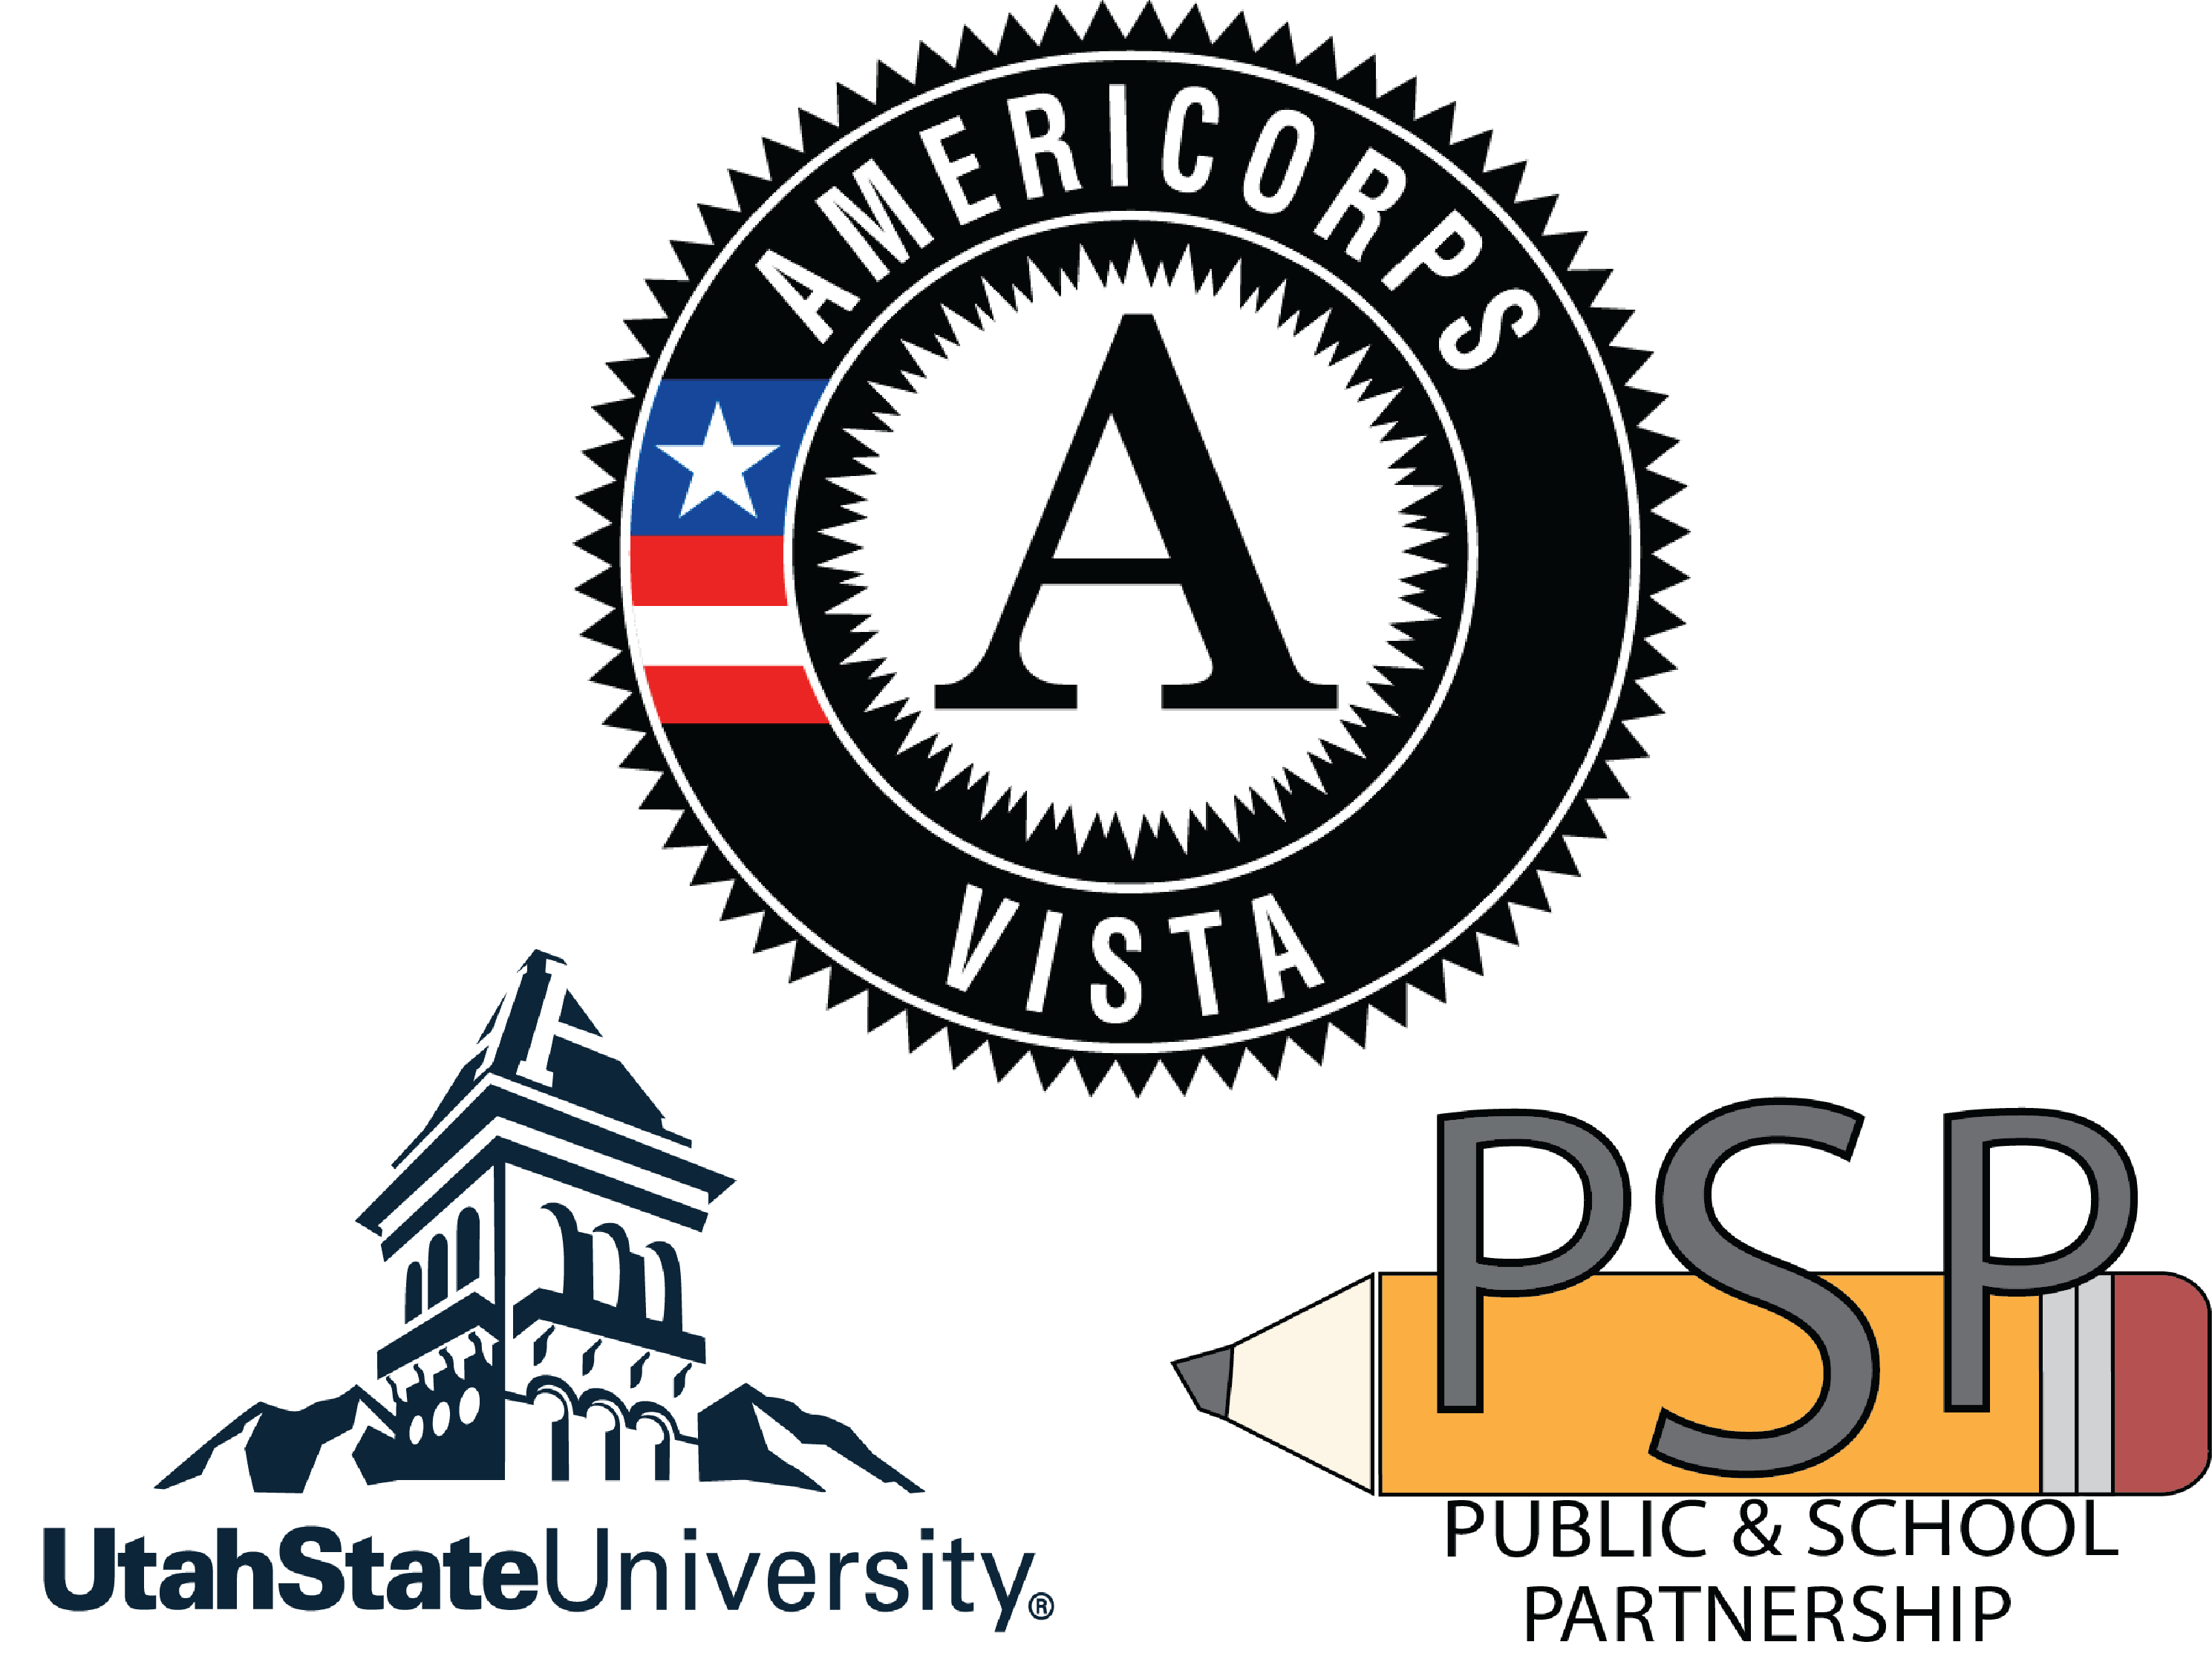 AMERICORPS
A
VISTA
UtahStateUniversity®
PSP
PUBLIC & SCHOOL
PARTNERSHIP